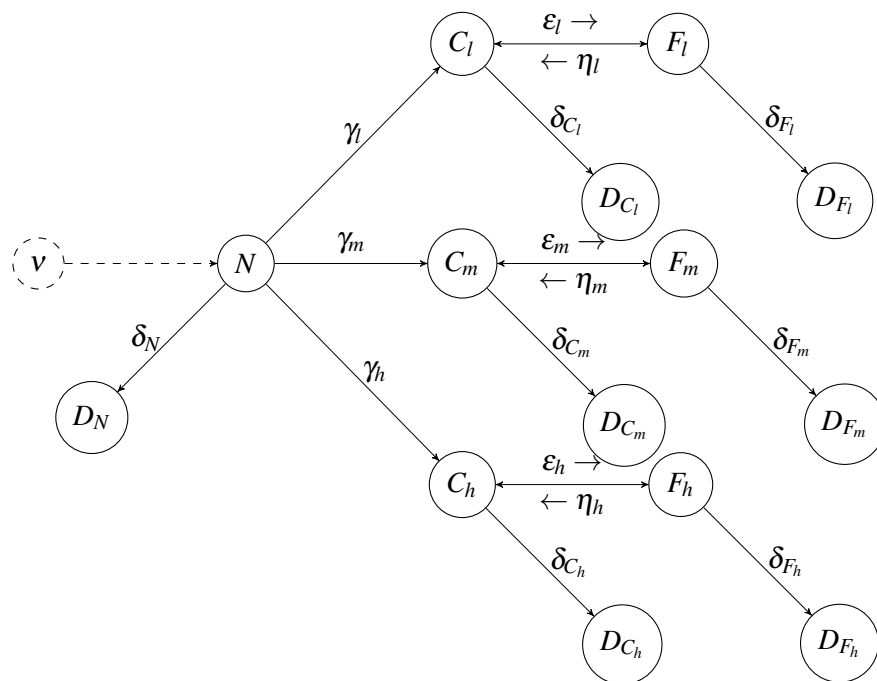 ε_l →
C_l F_l
← η_l
γ_l δ_{C_l} δ_{F_l}
D_{C_l} D_{F_l}
γ_m ε_m →
ν N C_m F_m
← η_m
δ_N δ_{C_m} δ_{F_m}
γ_h
D_N D_{C_m} D_{F_m}
ε_h →
C_h F_h
← η_h
δ_{C_h} δ_{F_h}
D_{C_h} D_{F_h}